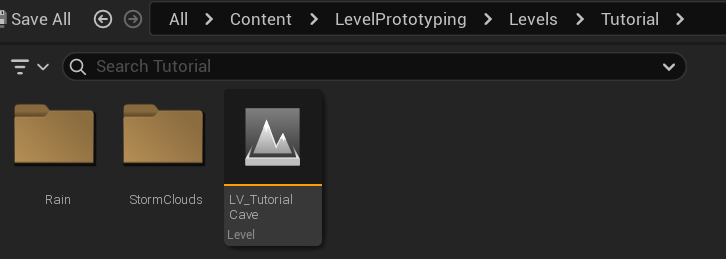 Save All
All > Content > LevelPrototyping > Levels > Tutorial >
Search Tutorial
Rain
StormClouds
LV_Tutorial
Cave
Level